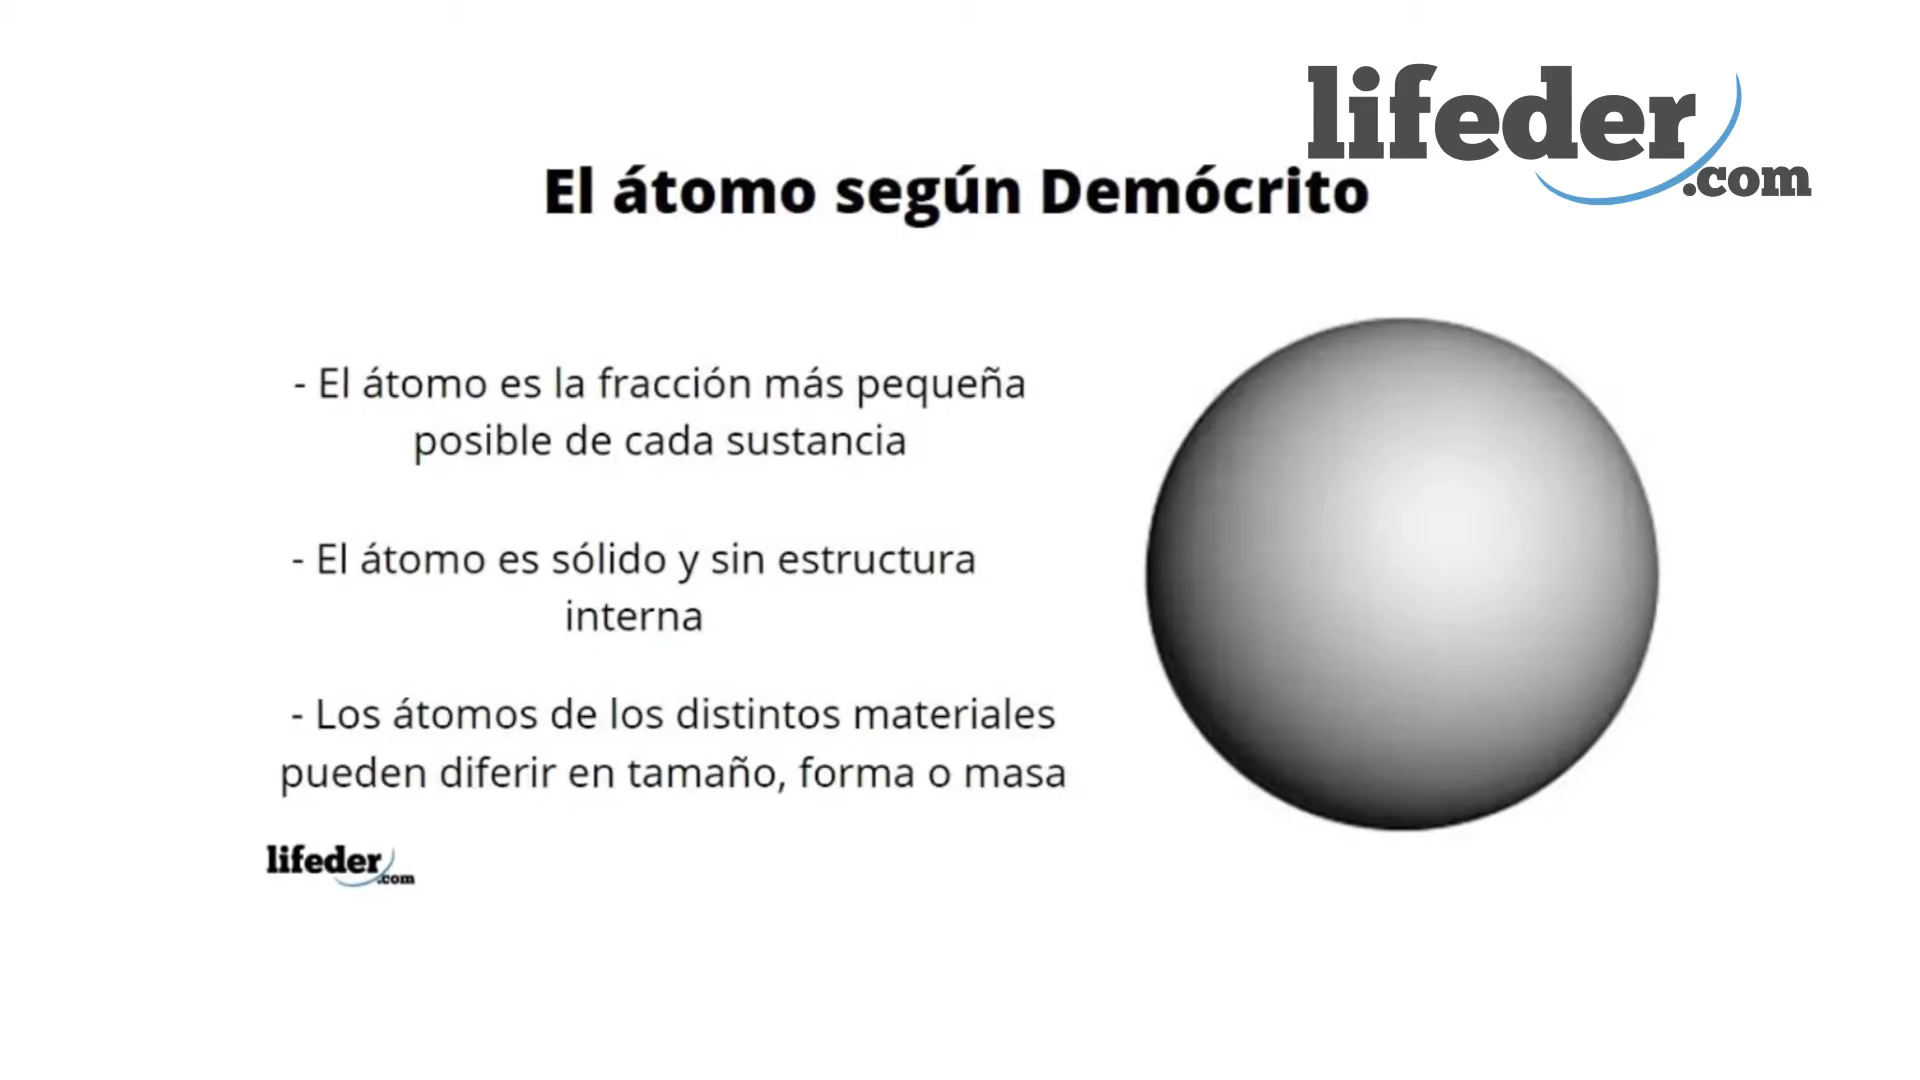 lifeder
.com
El átomo según Demócrito
- El átomo es la fracción más pequeña
posible de cada sustancia
- El átomo es sólido y sin estructura
interna
- Los átomos de los distintos materiales
pueden diferir en tamaño, forma o masa
lifeder
.com